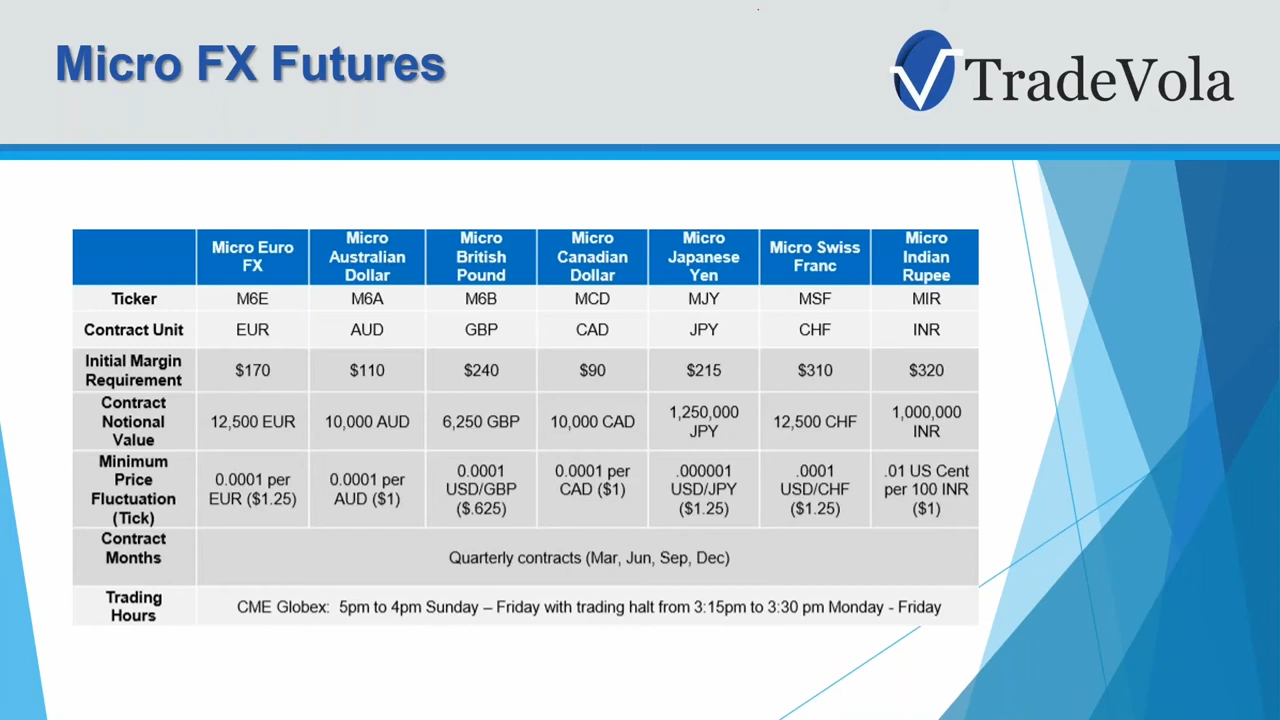 Micro FX Futures
TradeVola
Micro Euro FX | Micro Australian Dollar | Micro British Pound | Micro Canadian Dollar | Micro Japanese Yen | Micro Swiss Franc | Micro Indian Rupee
Ticker | M6E | M6A | M6B | MCD | MJY | MSF | MIR
Contract Unit | EUR | AUD | GBP | CAD | JPY | CHF | INR
Initial Margin Requirement | $170 | $110 | $240 | $90 | $215 | $310 | $320
Contract Notional Value | 12,500 EUR | 10,000 AUD | 6,250 GBP | 10,000 CAD | 1,250,000 JPY | 12,500 CHF | 1,000,000 INR
Minimum Price Fluctuation (Tick) | 0.0001 per EUR ($1.25) | 0.0001 per AUD ($1) | 0.0001 USD/GBP ($.625) | 0.0001 per CAD ($1) | .000001 USD/JPY ($1.25) | .0001 USD/CHF ($1.25) | .01 US Cent per 100 INR ($1)
Contract Months | Quarterly contracts (Mar, Jun, Sep, Dec)
Trading Hours | CME Globex: 5pm to 4pm Sunday – Friday with trading halt from 3:15pm to 3:30 pm Monday - Friday